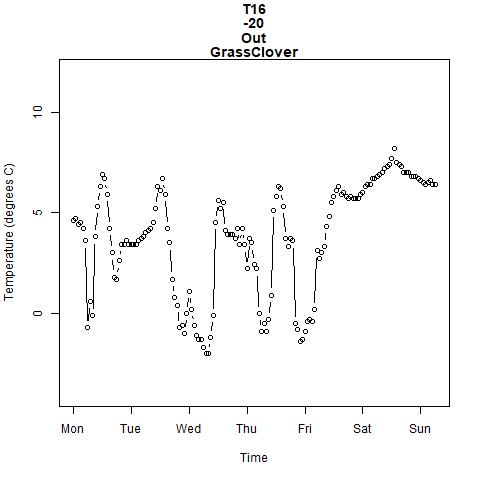 T16
-20
Out
GrassClover
10
5
0
Temperature (degrees C)
Mon Tue Wed Thu Fri Sat Sun
Time